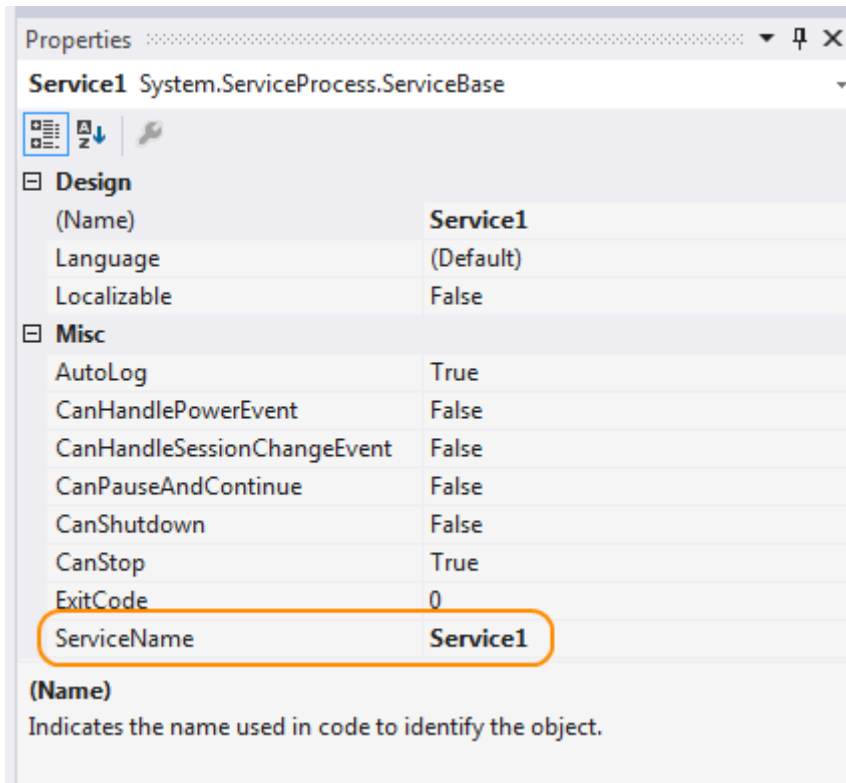 Properties
Service1 System.ServiceProcess.ServiceBase
Design
(Name) Service1
Language (Default)
Localizable False
Misc
AutoLog True
CanHandlePowerEvent False
CanHandleSessionChangeEvent False
CanPauseAndContinue False
CanShutdown False
CanStop True
ExitCode 0
ServiceName Service1
(Name)
Indicates the name used in code to identify the object.